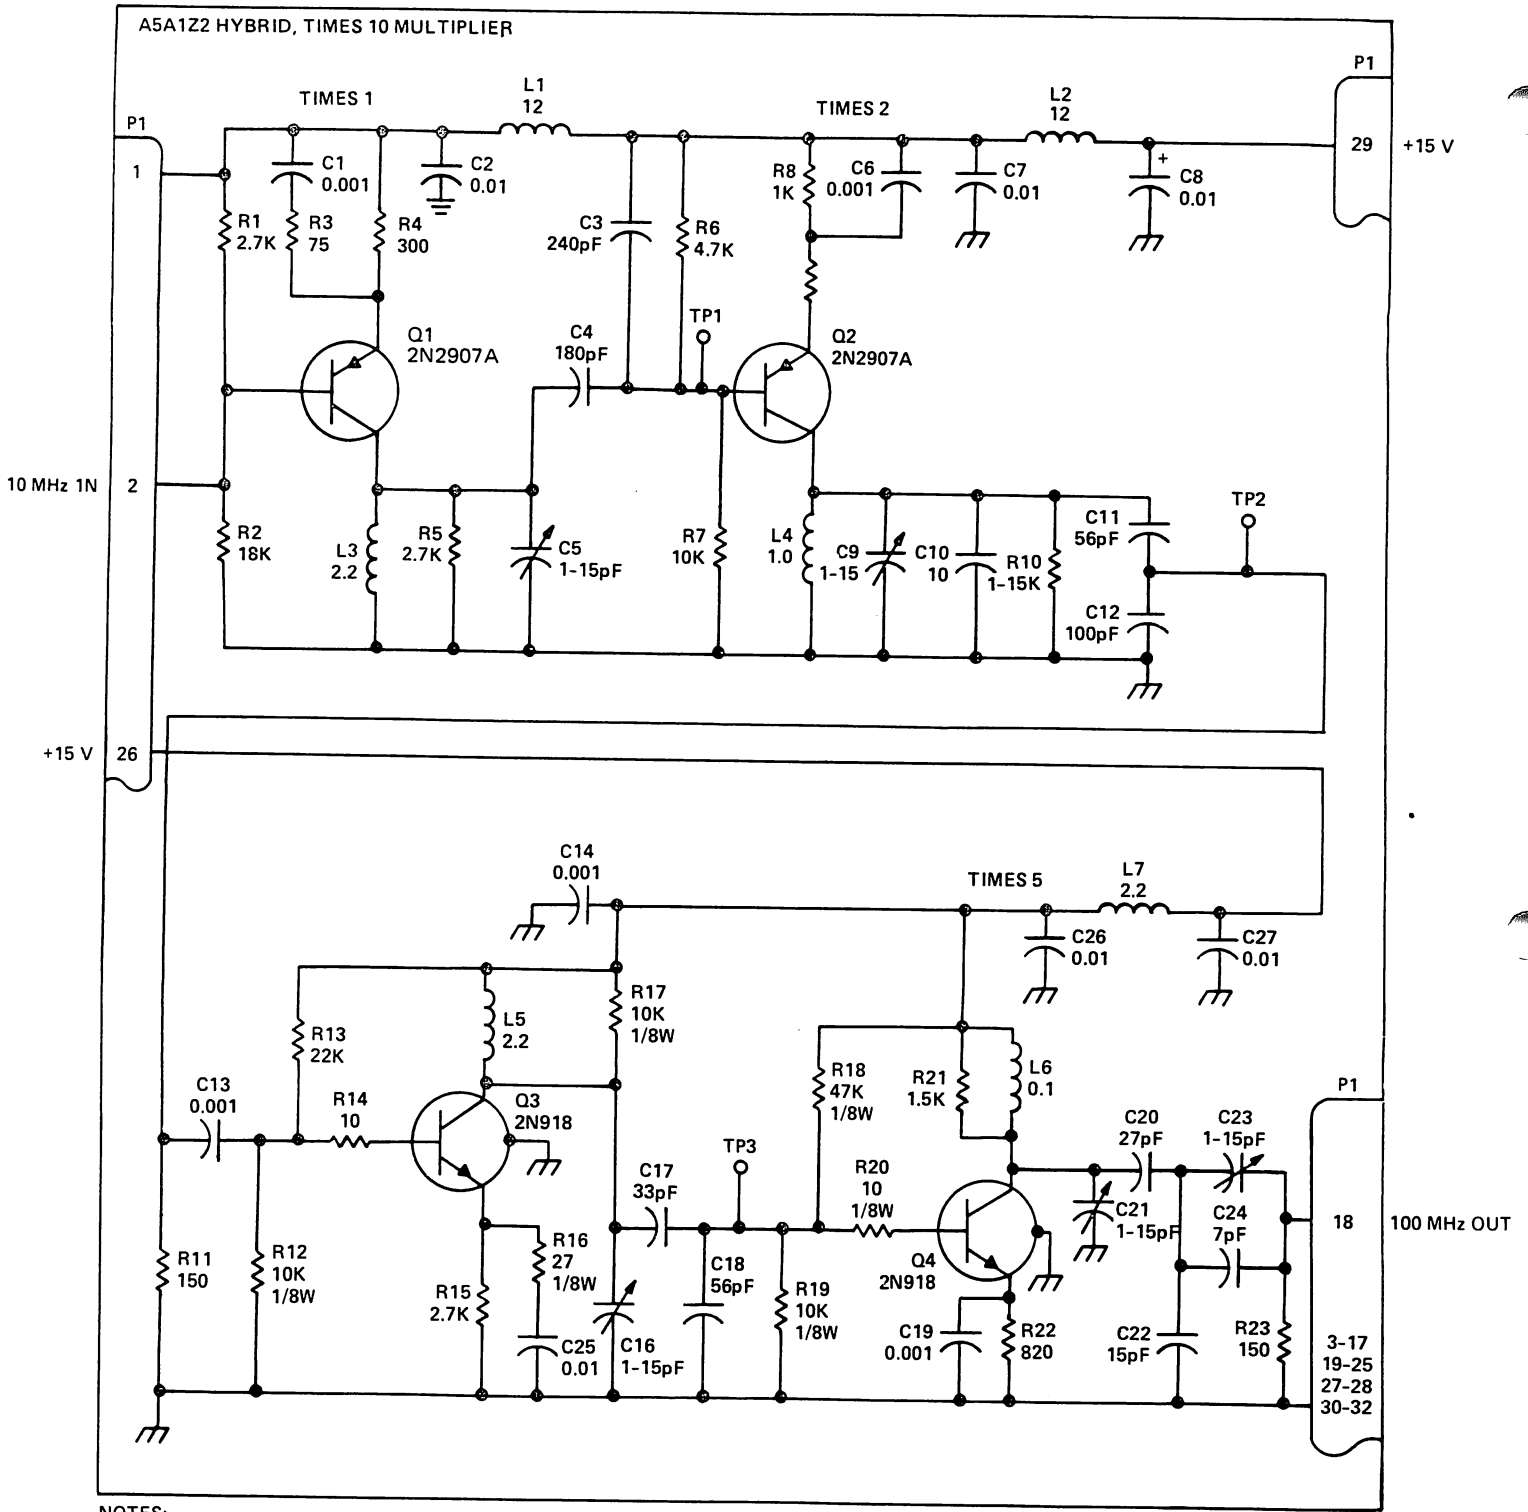 A5A1Z2 HYBRID, TIMES 10 MULTIPLIER
P1
L1
12
TIMES 1
TIMES 2
L2
12
P1
1
29
+15 V
C1
0.001
C2
0.01
R8
1K
C6
0.001
C7
0.01
+
C8
0.01
R1
2.7K
R3
75
R4
300
C3
240pF
R6
4.7K
TP1
Q1
2N2907A
C4
180pF
Q2
2N2907A
10 MHz 1N
2
TP2
R2
18K
L3
2.2
R5
2.7K
C5
1-15pF
R7
10K
L4
1.0
C9
1-15
C10
10
R10
1-15K
C11
56pF
C12
100pF
+15 V
26
C14
0.001
TIMES 5
L7
2.2
C26
0.01
C27
0.01
R13
22K
L5
2.2
R17
10K
1/8W
C13
0.001
R14
10
Q3
2N918
R18
47K
1/8W
R21
1.5K
L6
0.1
P1
TP3
C17
33pF
R20
10
1/8W
C20
27pF
C23
1-15pF
C21
1-15pF
C24
7pF
18
100 MHz OUT
R11
150
R12
10K
1/8W
R16
27
1/8W
R15
2.7K
C25
0.01
C16
1-15pF
C18
56pF
R19
10K
1/8W
Q4
2N918
C19
0.001
R22
820
C22
15pF
R23
150
3-17
19-25
27-28
30-32
NOTES: